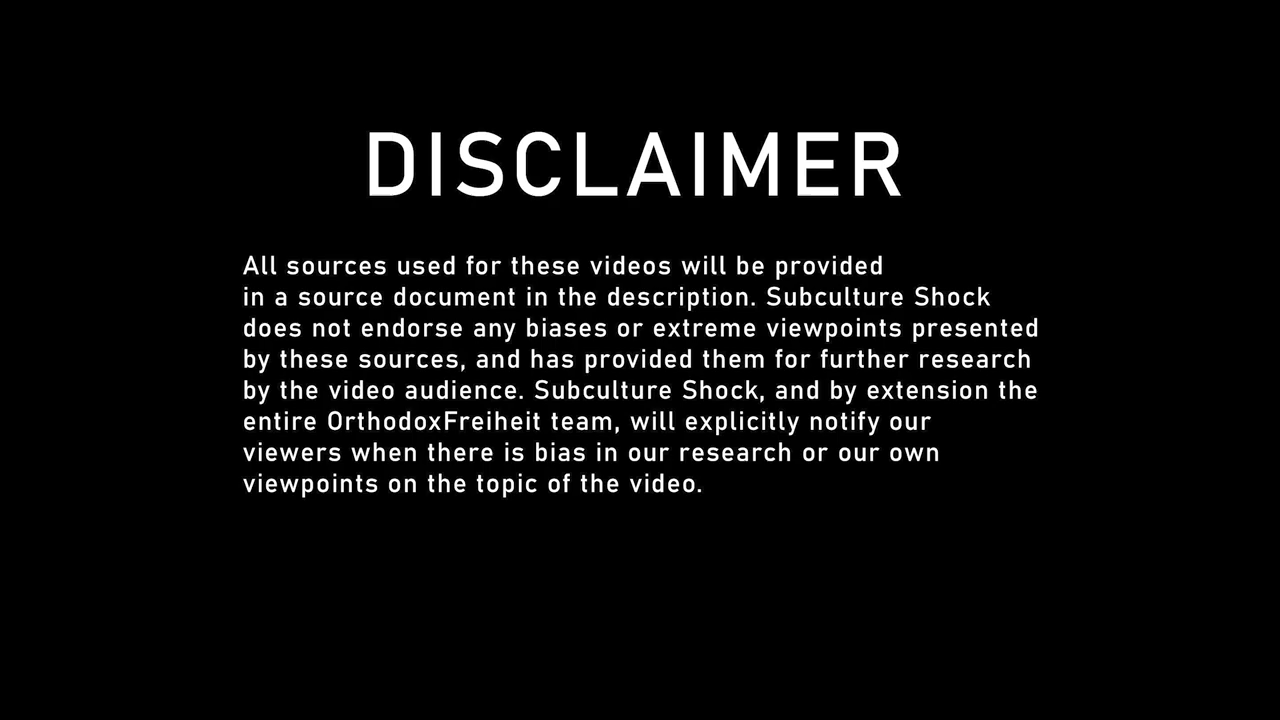 DISCLAIMER
All sources used for these videos will be provided
in a source document in the description. Subculture Shock
does not endorse any biases or extreme viewpoints presented
by these sources, and has provided them for further research
by the video audience. Subculture Shock, and by extension the
entire OrthodoxFreiheit team, will explicitly notify our
viewers when there is bias in our research or our own
viewpoints on the topic of the video.